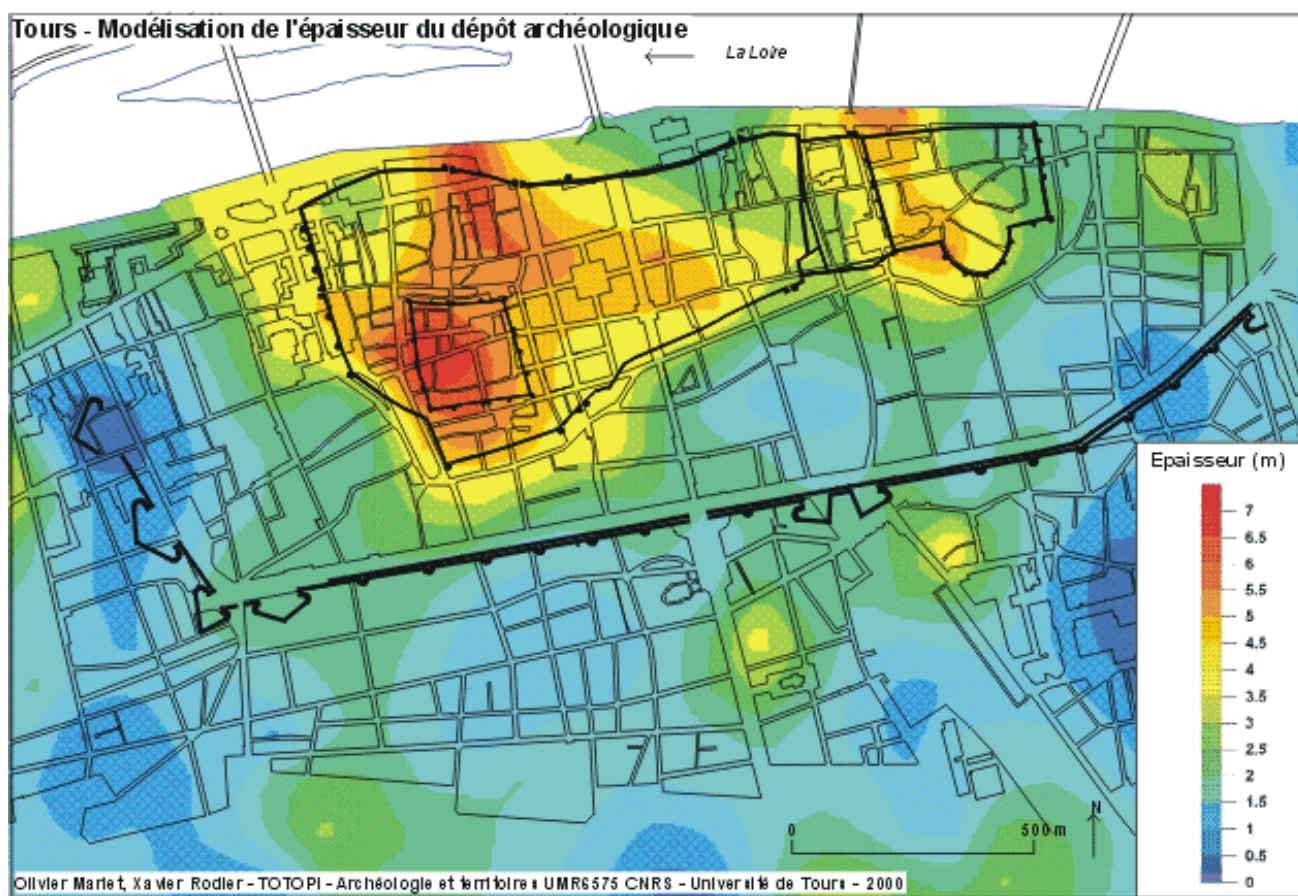 Tours - Modélisation de l'épaisseur du dépôt archéologique
La Loire
Epaisseur (m)
7
6.5
6
5.5
5
4.5
4
3.5
3
2.5
2
1.5
1
0.5
0
0 500 m
N
Olivier Marlet, Xavier Rodier - TOTOPI - Archéologie et territoires UMR6575 CNRS - Université de Tours - 2000